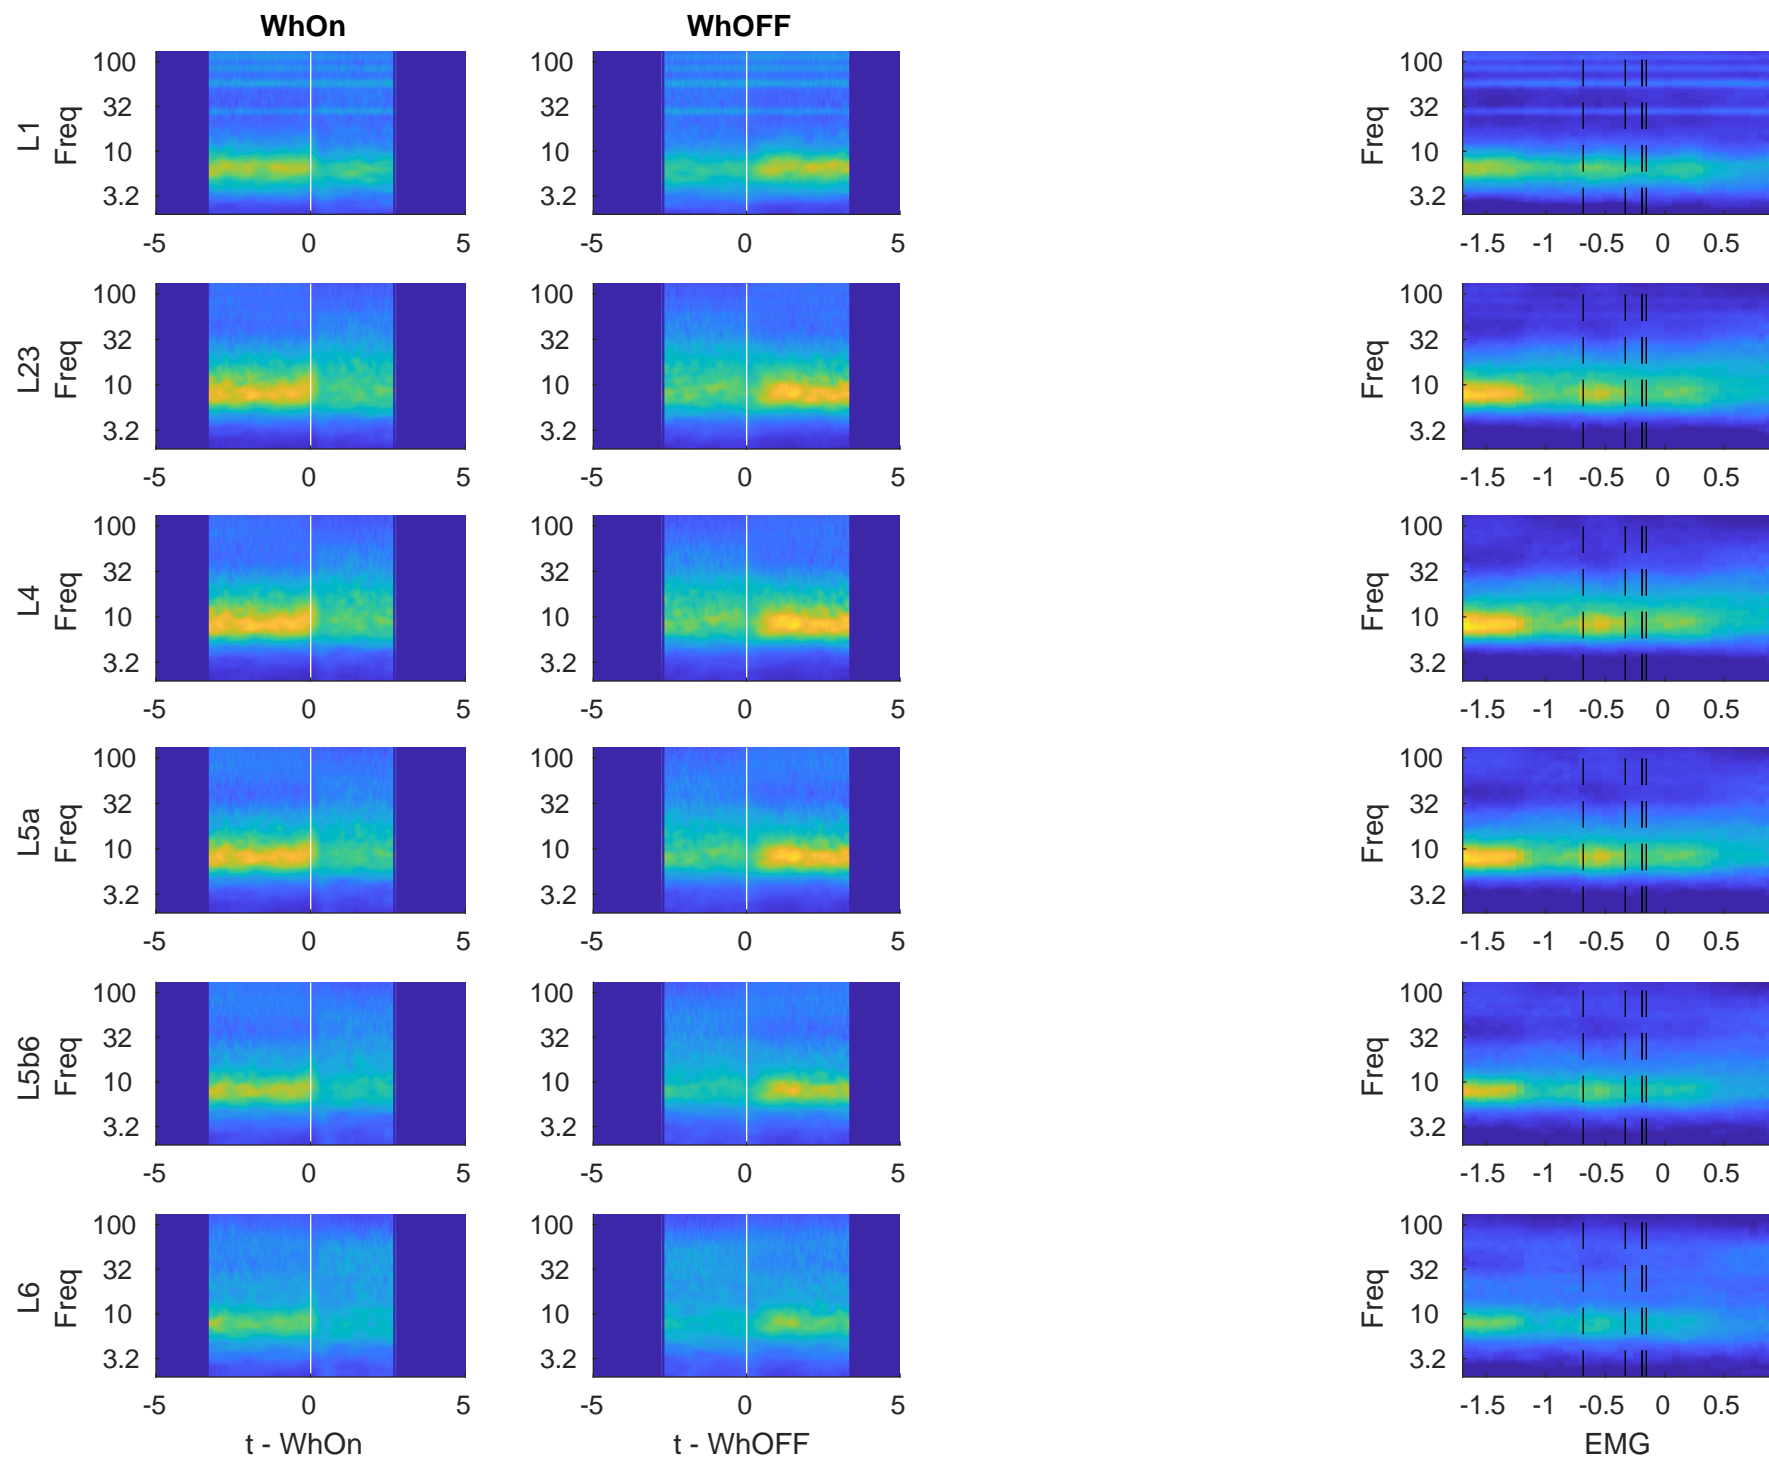 WhOn WhOFF
L1 Freq 100 32 10 3.2 -5 0 5 100 32 10 3.2 -5 0 5 Freq 100 32 10 3.2 -1.5 -1 -0.5 0 0.5
L23 Freq 100 32 10 3.2 -5 0 5 100 32 10 3.2 -5 0 5 Freq 100 32 10 3.2 -1.5 -1 -0.5 0 0.5
L4 Freq 100 32 10 3.2 -5 0 5 100 32 10 3.2 -5 0 5 Freq 100 32 10 3.2 -1.5 -1 -0.5 0 0.5
L5a Freq 100 32 10 3.2 -5 0 5 100 32 10 3.2 -5 0 5 Freq 100 32 10 3.2 -1.5 -1 -0.5 0 0.5
L5b6 Freq 100 32 10 3.2 -5 0 5 100 32 10 3.2 -5 0 5 Freq 100 32 10 3.2 -1.5 -1 -0.5 0 0.5
L6 Freq 100 32 10 3.2 -5 0 5 100 32 10 3.2 -5 0 5 Freq 100 32 10 3.2 -1.5 -1 -0.5 0 0.5
t - WhOn t - WhOFF EMG